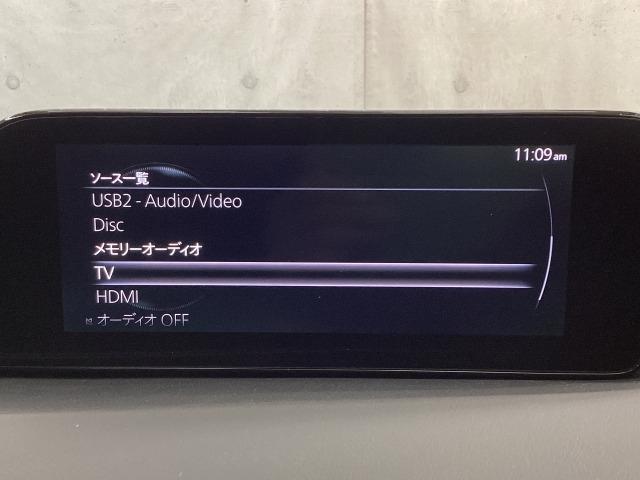 11:09am
ソース一覧
USB2 - Audio/Video
Disc
メモリーオーディオ
TV
HDMI
オーディオ OFF